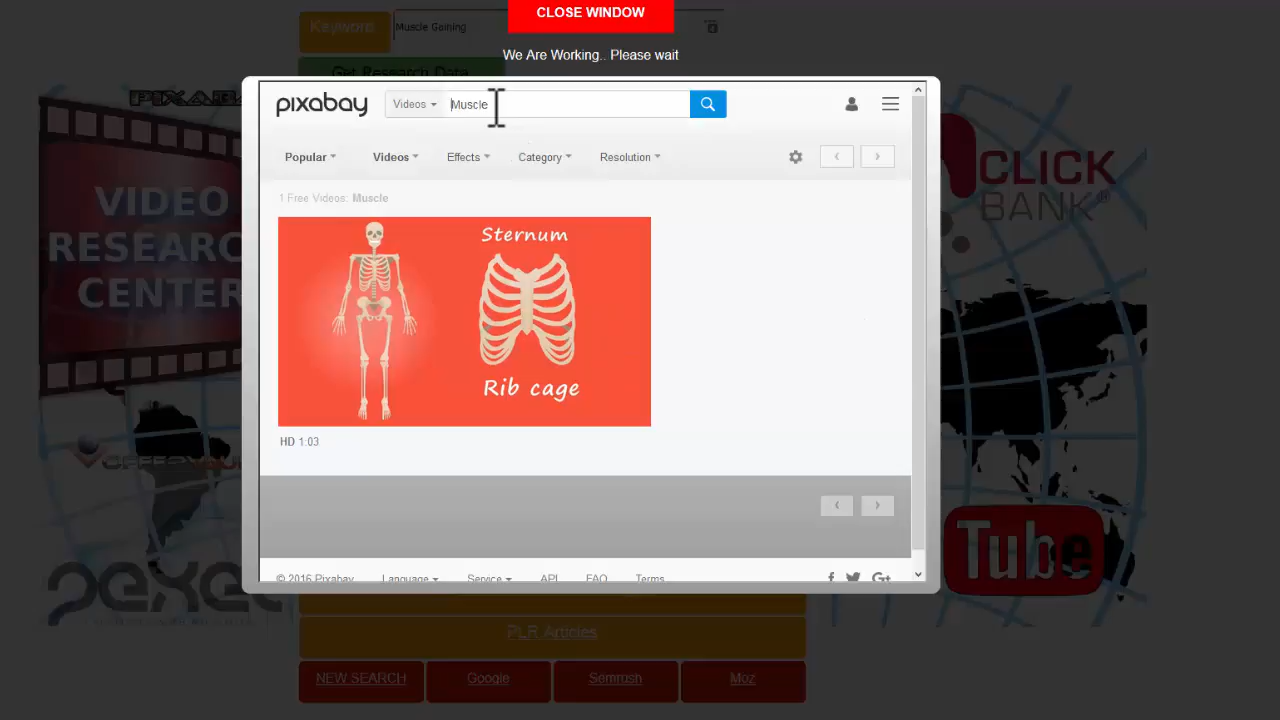 CLOSE WINDOW
Keyword
Muscle Gaining
We Are Working.. Please wait
Get Research Data
pixabay
Videos
Muscle
Popular
Videos
Effects
Category
Resolution
1 Free Videos: Muscle
Sternum
Rib cage
HD 1:03
© 2016 Pixabay
Language
Service
API
FAQ
Terms
VIDEO
RESEARCH
CENTER
CLICK
BANK®
Tube
PLR Articles
NEW SEARCH
Google
Semrush
Moz